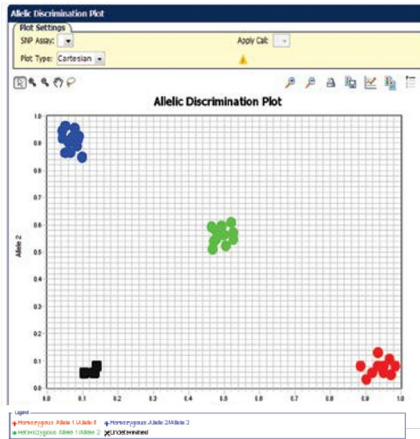 Allelic Discrimination Plot
Plot Settings
SNP Assay: Apply Call:
Plot Type: Cartesian
Allelic Discrimination Plot
1.0
0.9
0.8
0.7
0.6
0.5
0.4
0.3
0.2
0.1
0.0
Allele 2
0.0 0.1 0.2 0.3 0.4 0.5 0.6 0.7 0.8 0.9 1.0
Legend
Homozygous Allele 1/Allele 1 Homozygous Allele 2/Allele 2
Heterozygous Allele 1/Allele 2 Undetermined